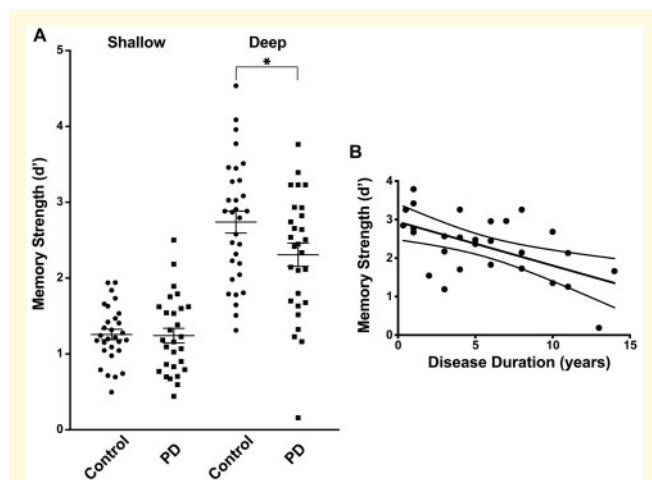 A
Shallow
Deep
*
5
4
3
2
1
0
Memory Strength (d')
Control
PD
Control
PD
B
4
3
2
1
0
Memory Strength (d')
0
5
10
15
Disease Duration (years)